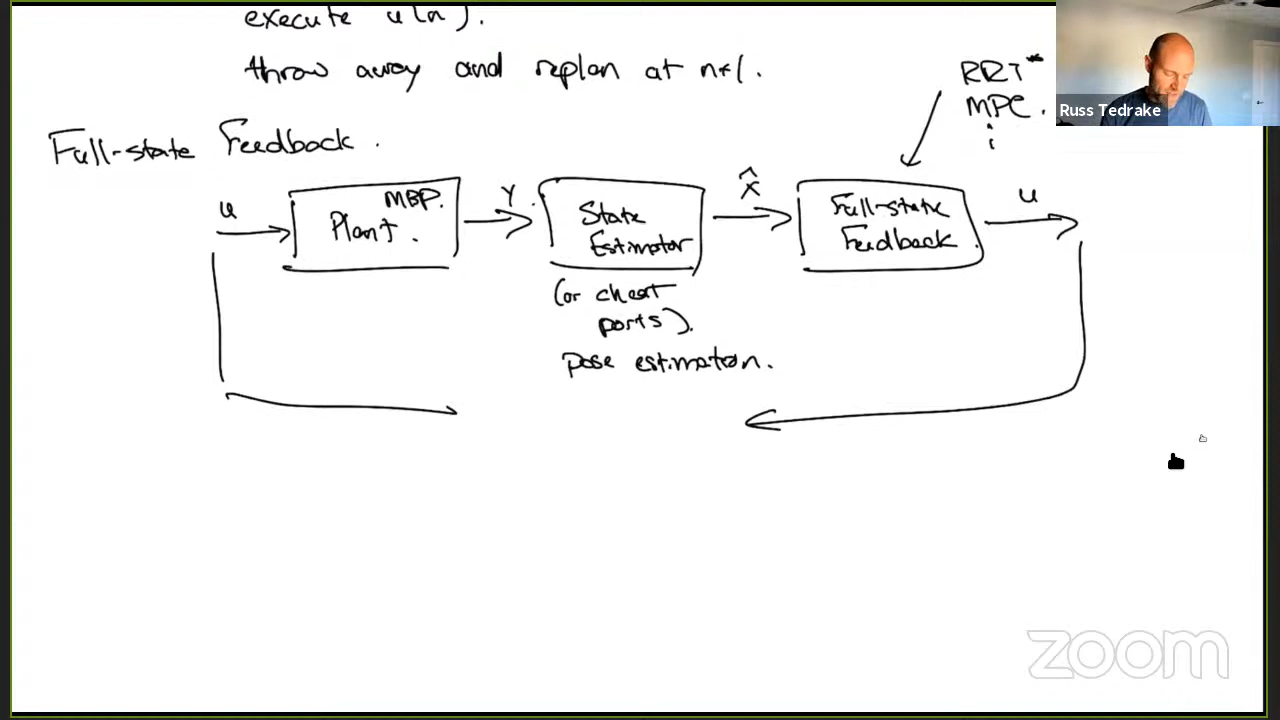 execute u[n].
throw away and replan at n+1.
RRT*
MPC.
Russ Tedrake
Full-state Feedback.
u
Plant.
MBP.
y
State
Estimator
x̂
Full-state
Feedback
u
(or cheat
ports).
pose estimation.
zoom